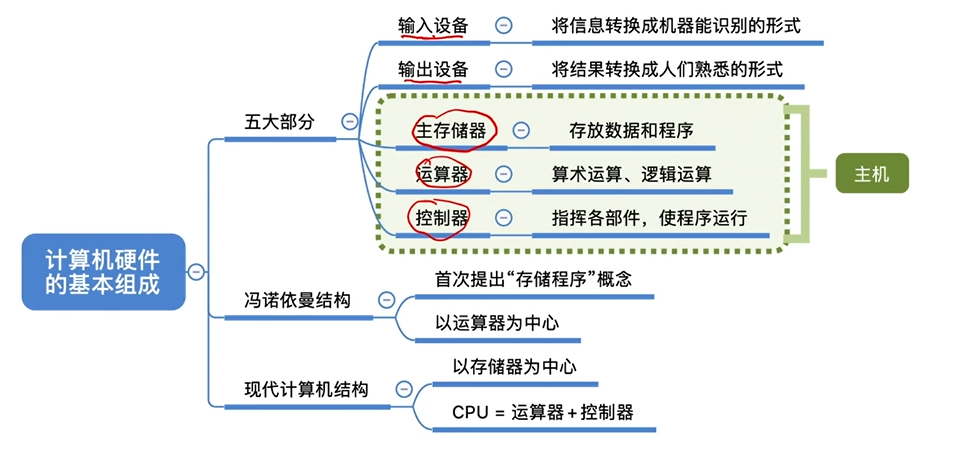 输入设备
将信息转换成机器能识别的形式
输出设备
将结果转换成人们熟悉的形式
五大部分
主存储器
存放数据和程序
运算器
算术运算、逻辑运算
主机
控制器
指挥各部件，使程序运行
计算机硬件
的基本组成
冯诺依曼结构
首次提出“存储程序”概念
以运算器为中心
现代计算机结构
以存储器为中心
CPU = 运算器+控制器